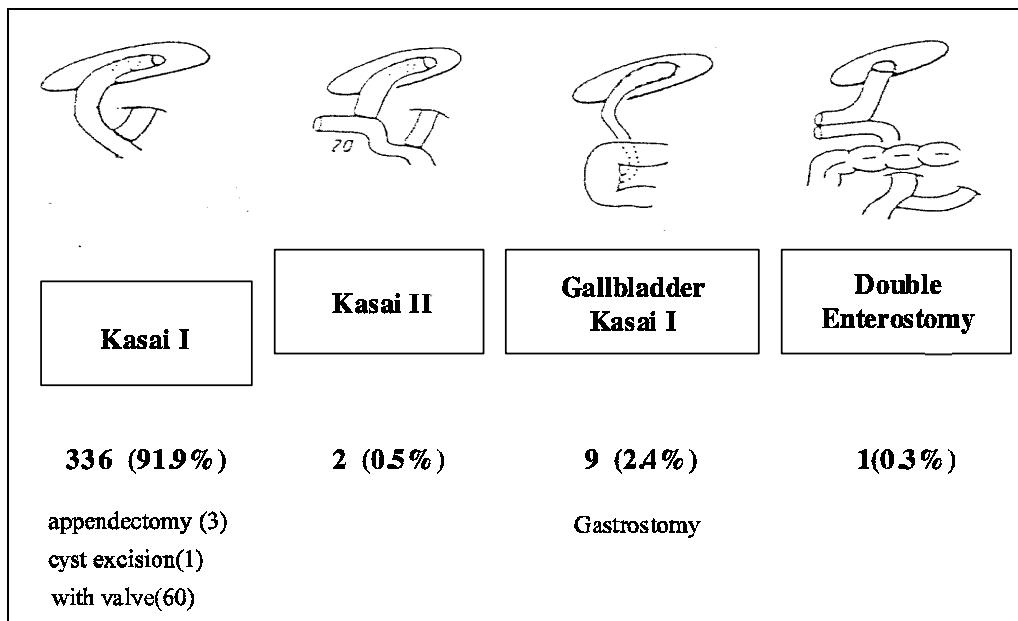 20
Kasai I
Kasai II
Gallbladder
Kasai I
Double
Enterostomy
336 (91.9%)
2 (0.5%)
9 (2.4%)
1(0.3%)
appendectomy (3)
cyst excision(1)
with valve(60)
Gastrostomy